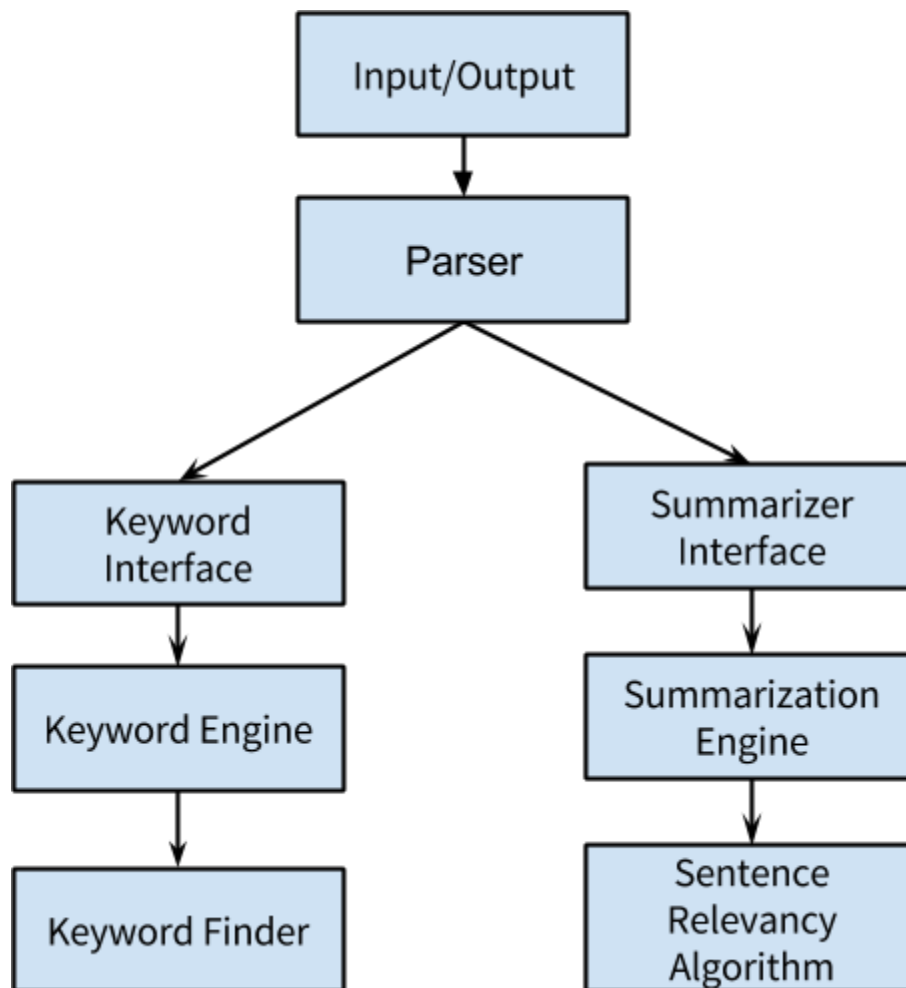 Input/Output
Parser
Keyword
Interface
Keyword Engine
Keyword Finder
Summarizer
Interface
Summarization
Engine
Sentence
Relevancy
Algorithm